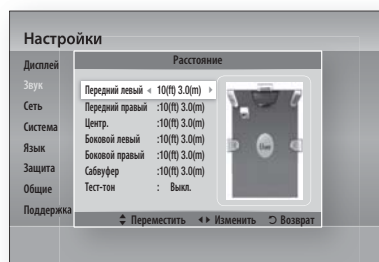 Настройки
Дисплей
Звук
Сеть
Система
Язык
Защита
Общие
Поддержка
Расстояние
Передний левый ◂ 10(ft) 3.0(m) ▸
Передний правый :10(ft) 3.0(m)
Центр. :10(ft) 3.0(m)
Боковой левый :10(ft) 3.0(m)
Боковой правый :10(ft) 3.0(m)
Сабвуфер :10(ft) 3.0(m)
Тест-тон : Выкл.
Переместить ◂▸ Изменить Возврат